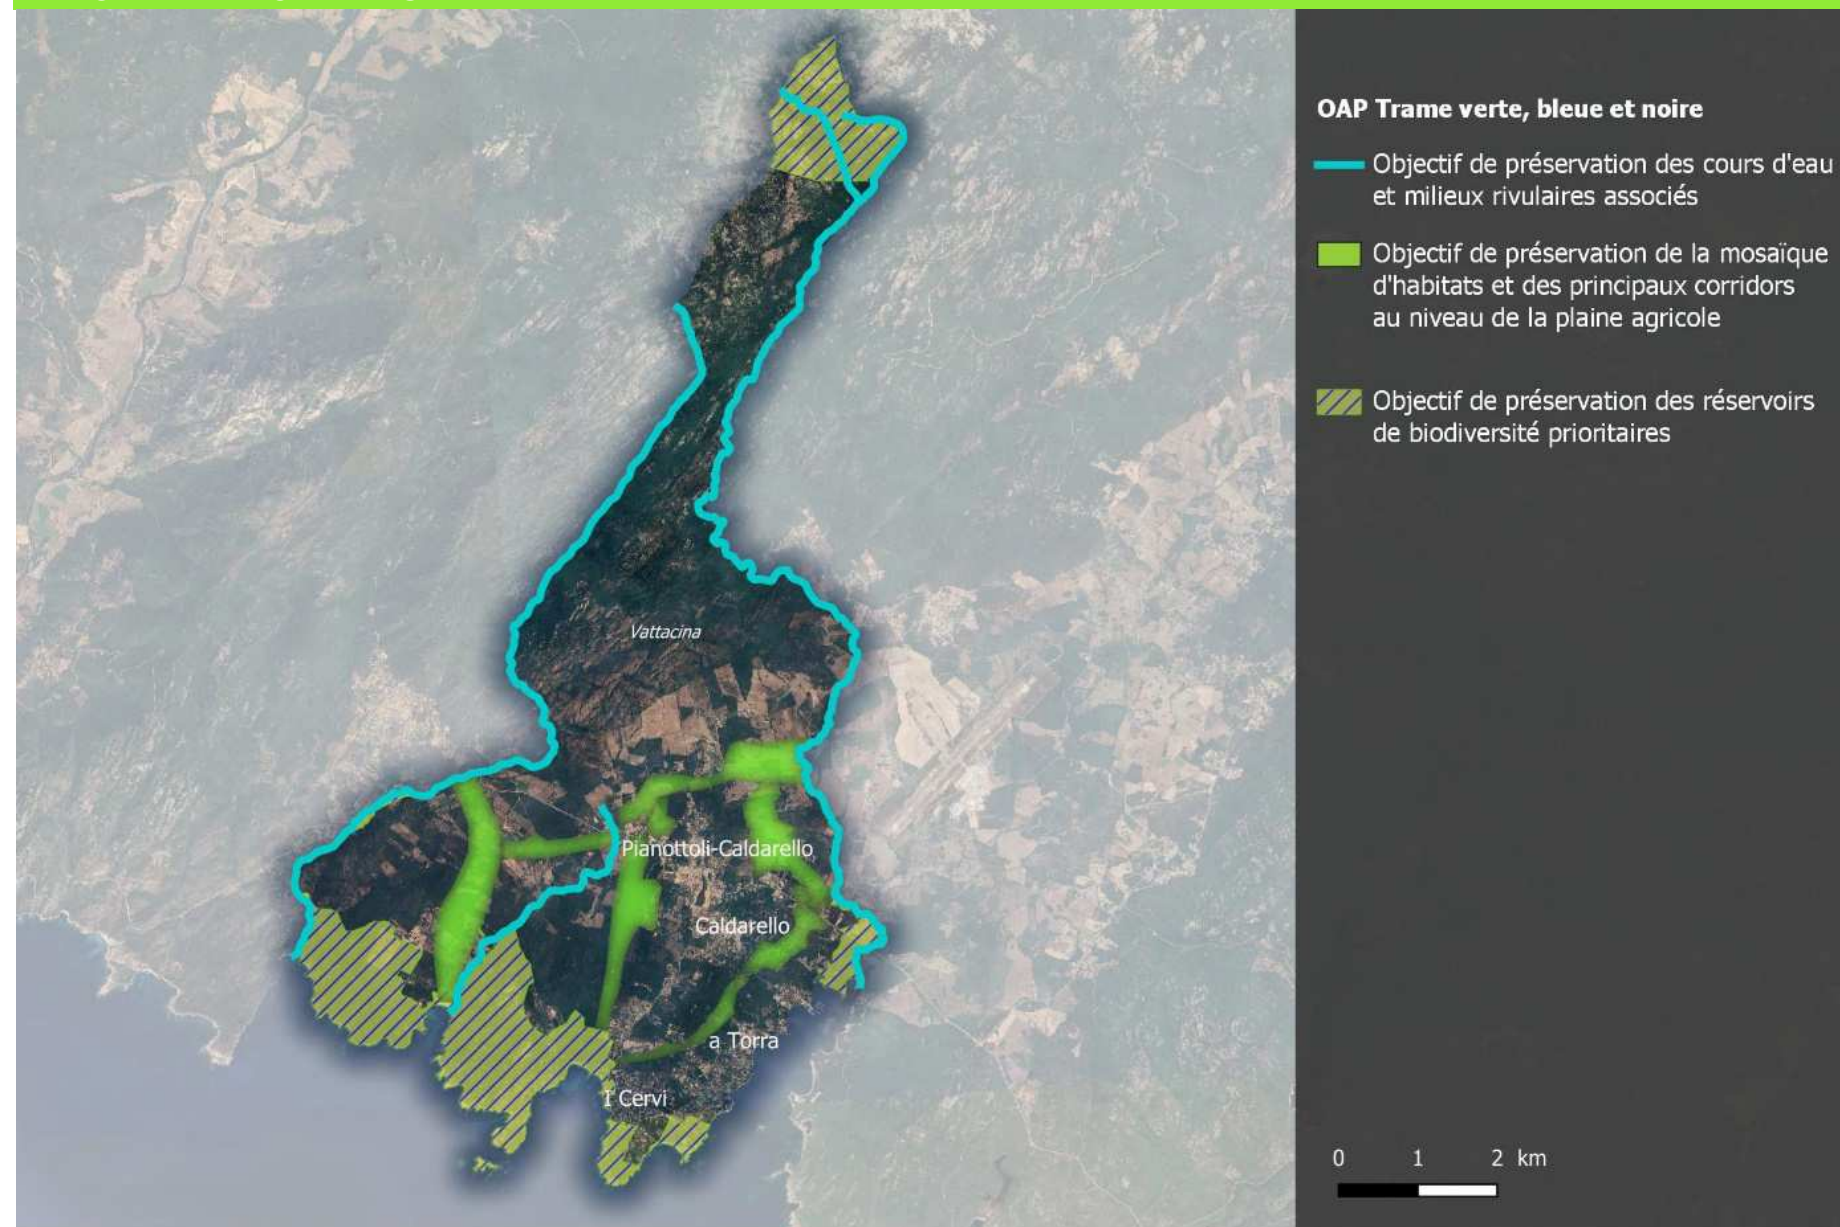 OAP Trame verte, bleue et noire
Objectif de préservation des cours d'eau
et milieux rivulaires associés
Objectif de préservation de la mosaïque
d'habitats et des principaux corridors
au niveau de la plaine agricole
Objectif de préservation des réservoirs
de biodiversité prioritaires
Vattacina
Pianottoli-Caldarello
Caldarello
a Torra
I Cervi
0 1 2 km